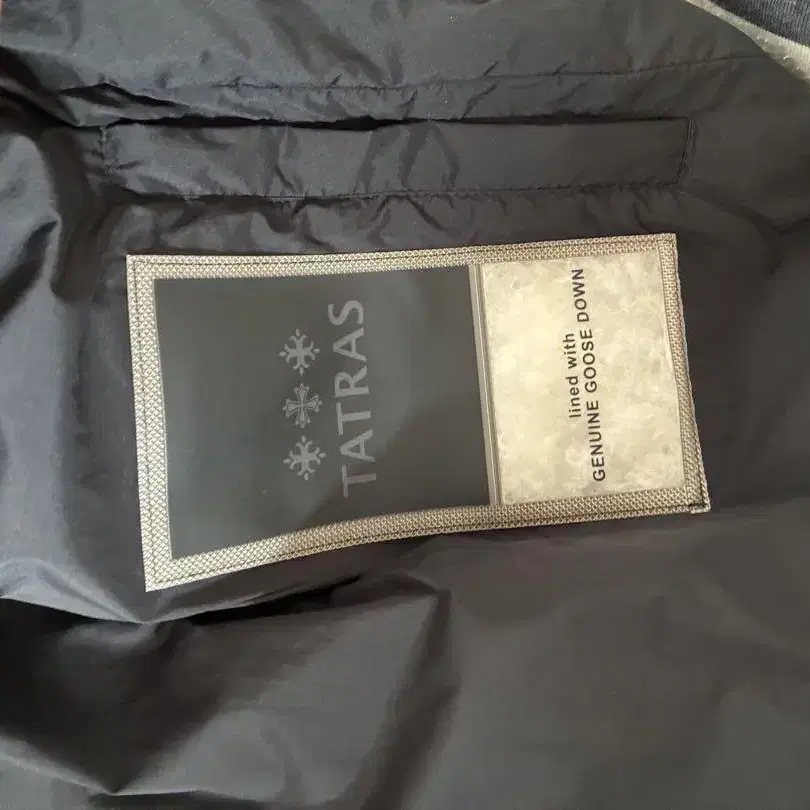 TATRAS
lined with
GENUINE GOOSE DOWN